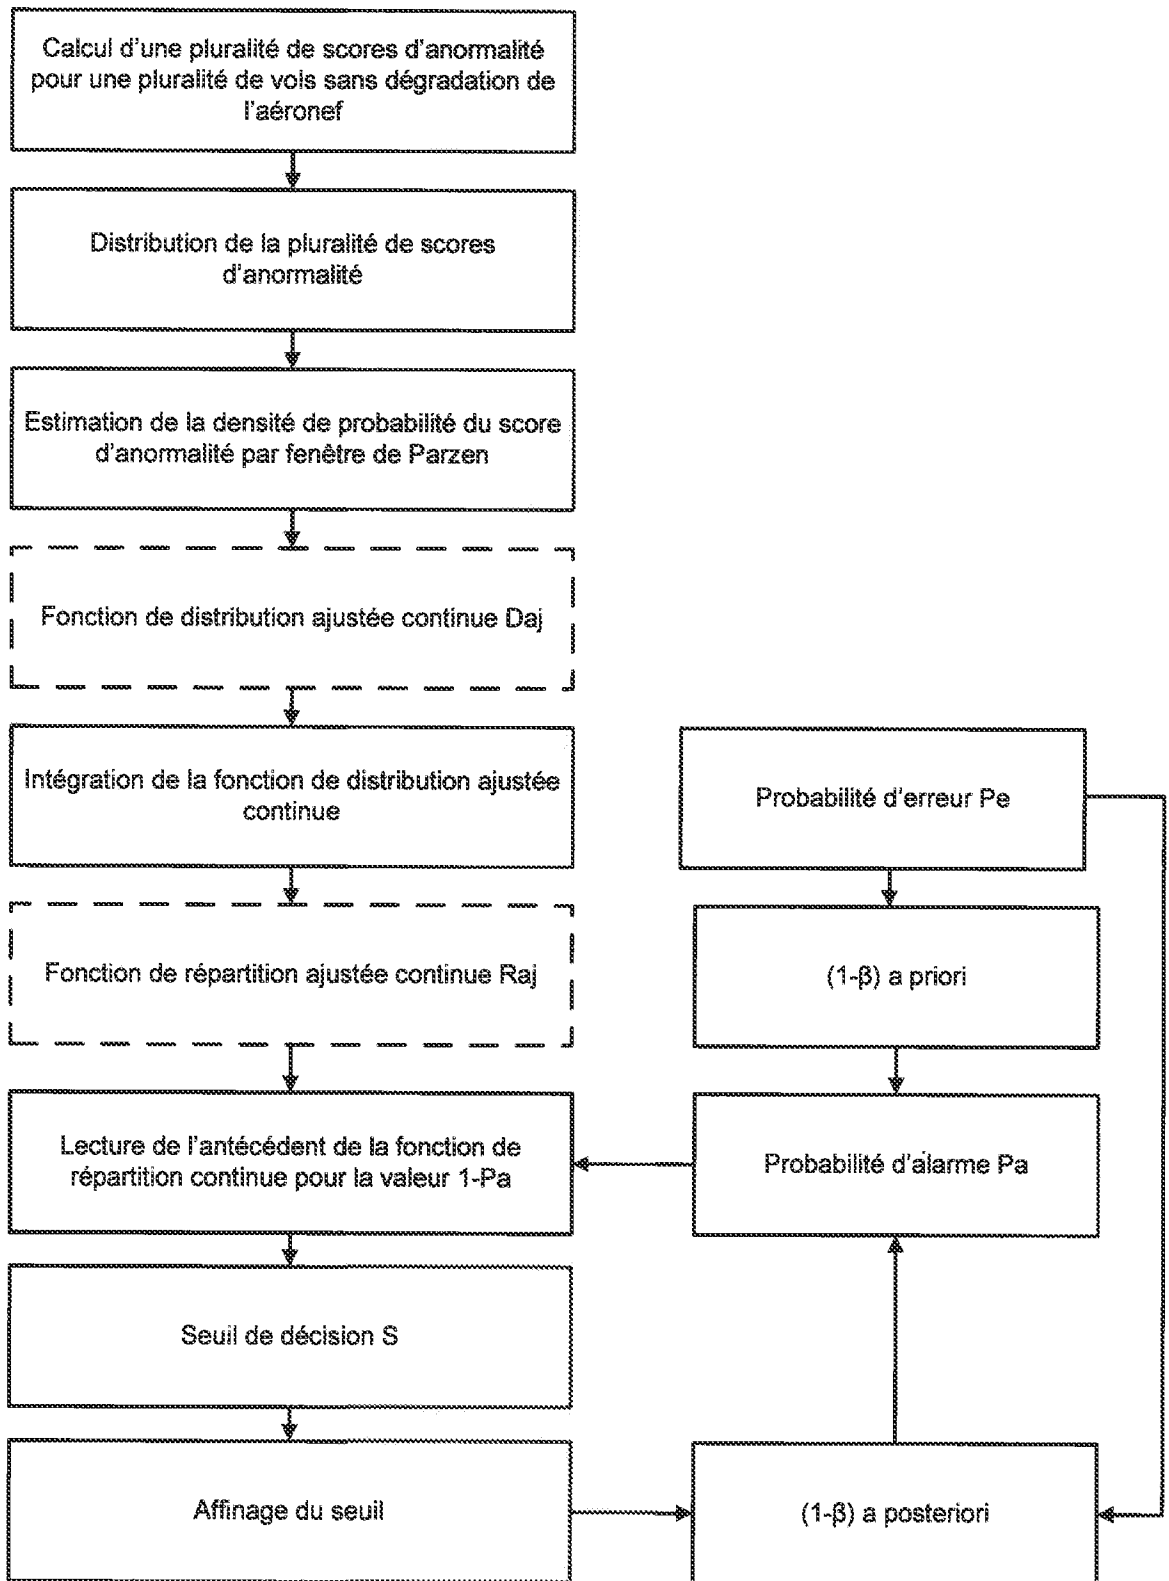 Calcul d'une pluralité de scores d'anormalité
pour une pluralité de vols sans dégradation de
l'aéronef
Distribution de la pluralité de scores
d'anormalité
Estimation de la densité de probabilité du score
d'anormalité par fenêtre de Parzen
Fonction de distribution ajustée continue Daj
Intégration de la fonction de distribution ajustée
continue
Probabilité d'erreur Pe
Fonction de répartition ajustée continue Raj
(1-β) a priori
Lecture de l'antécédent de la fonction de
répartition continue pour la valeur 1-Pa
Probabilité d'alarme Pa
Seuil de décision S
Affinage du seuil
(1-β) a posteriori